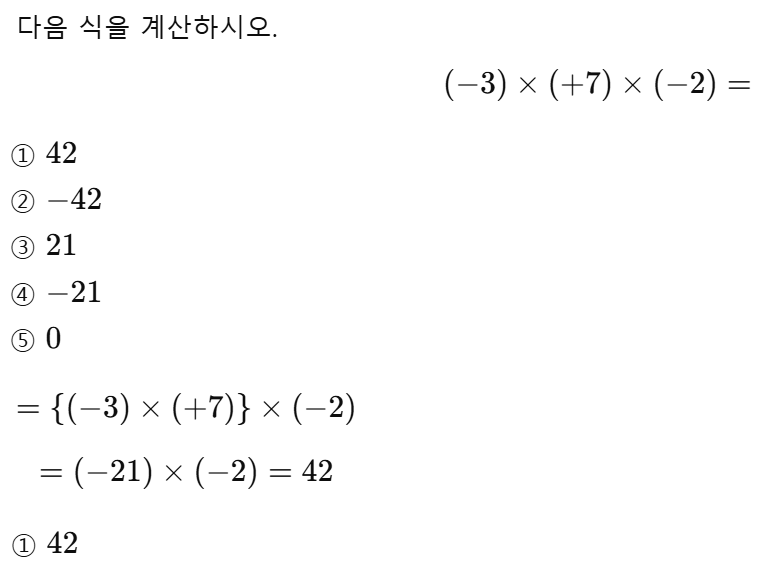 다음 식을 계산하시오.
(−3) × (+7) × (−2) =
① 42
② −42
③ 21
④ −21
⑤ 0
= {(−3) × (+7)} × (−2)
= (−21) × (−2) = 42
① 42